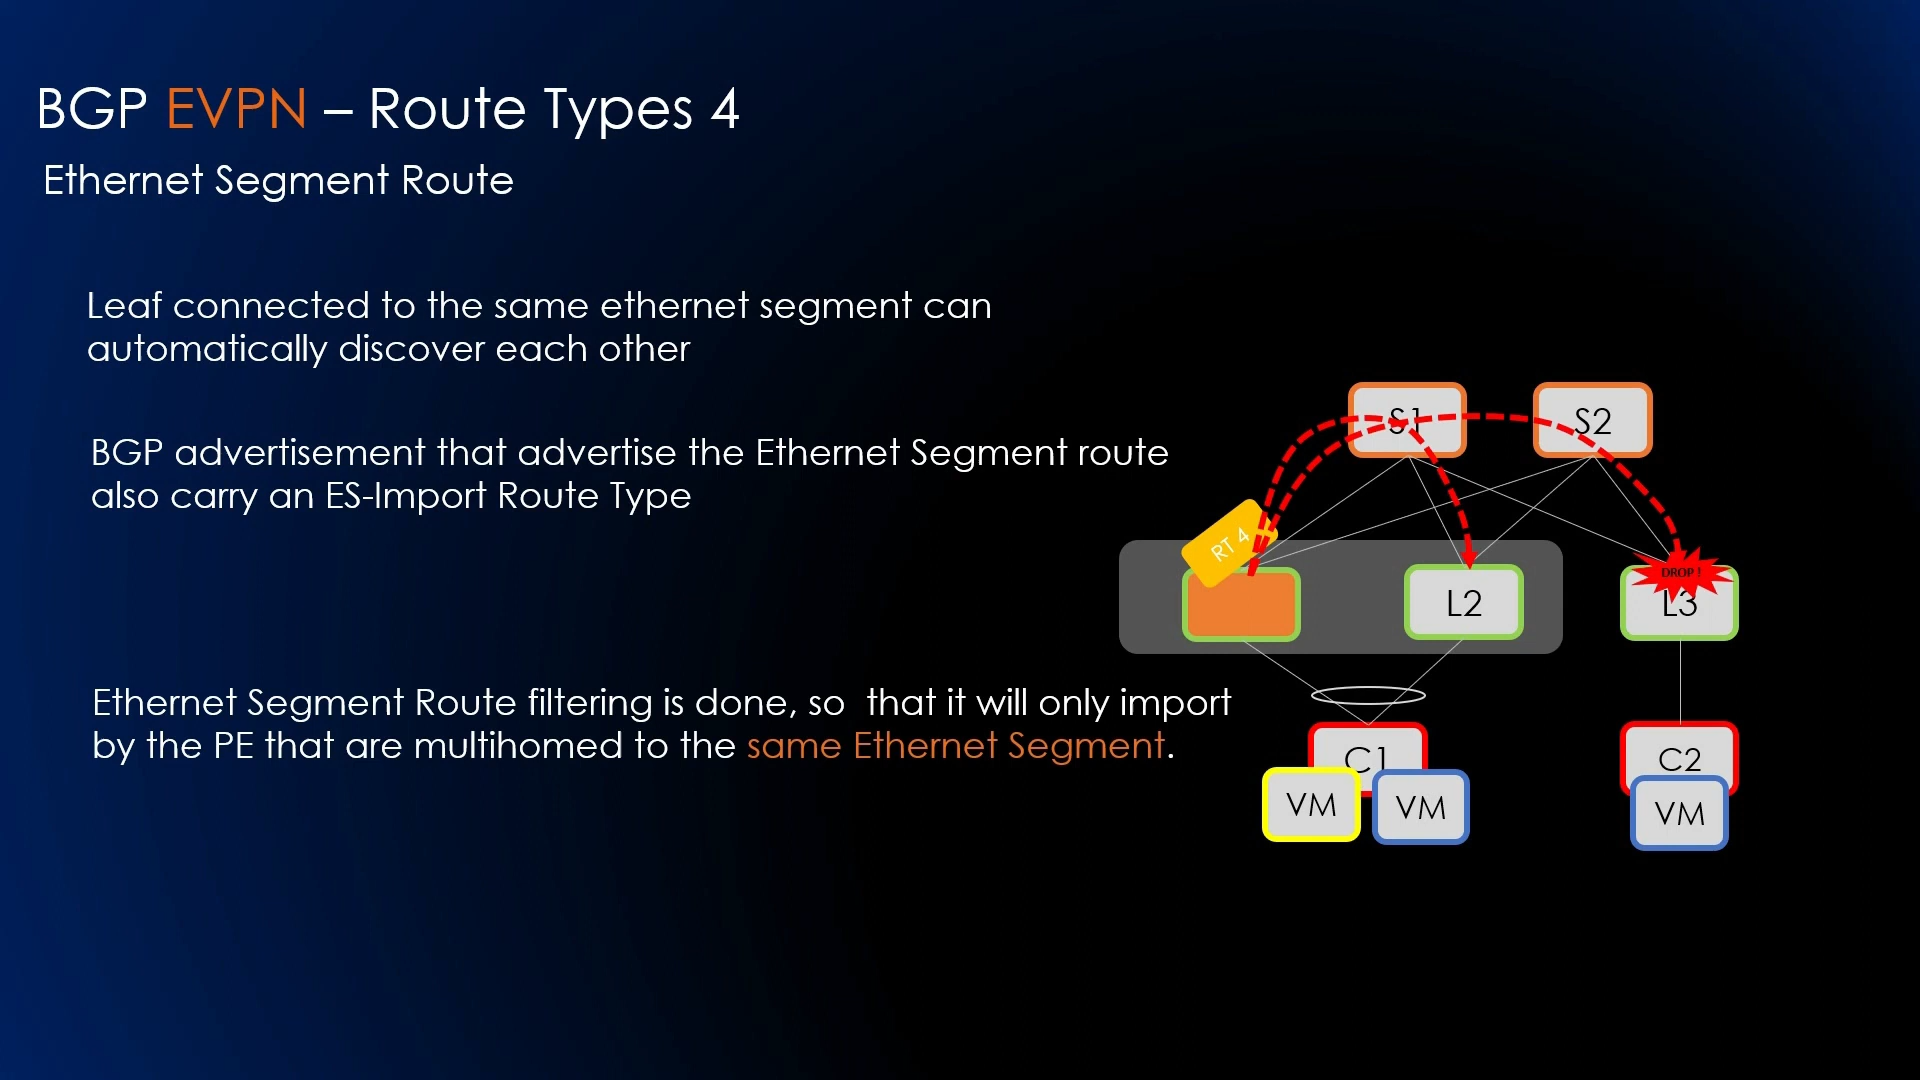 BGP EVPN – Route Types 4
Ethernet Segment Route
Leaf connected to the same ethernet segment can
automatically discover each other
BGP advertisement that advertise the Ethernet Segment route
also carry an ES-Import Route Type
Ethernet Segment Route filtering is done, so  that it will only import
by the PE that are multihomed to the same Ethernet Segment.
S1
S2
RT 4
DROP !
L2
L3
C1
C2
VM
VM
VM